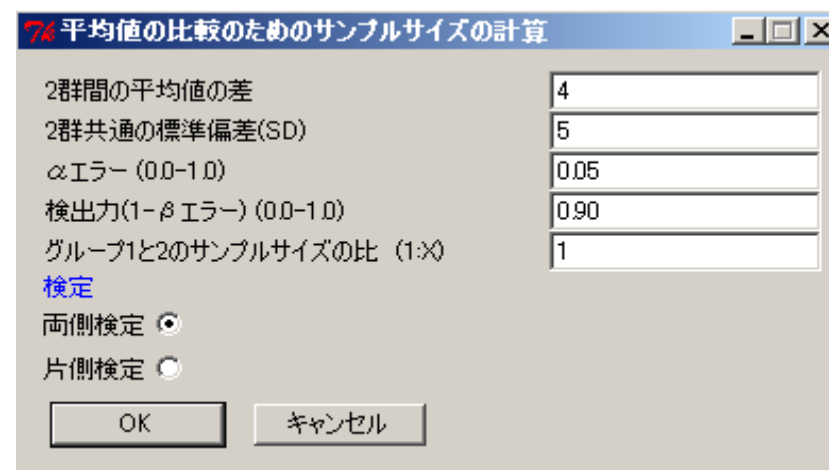 平均値の比較のためのサンプルサイズの計算
2群間の平均値の差 4
2群共通の標準偏差(SD) 5
αエラー (0.0-1.0) 0.05
検出力(1-βエラー) (0.0-1.0) 0.90
グループ1と2のサンプルサイズの比 (1:X) 1
検定
両側検定
片側検定
OK キャンセル